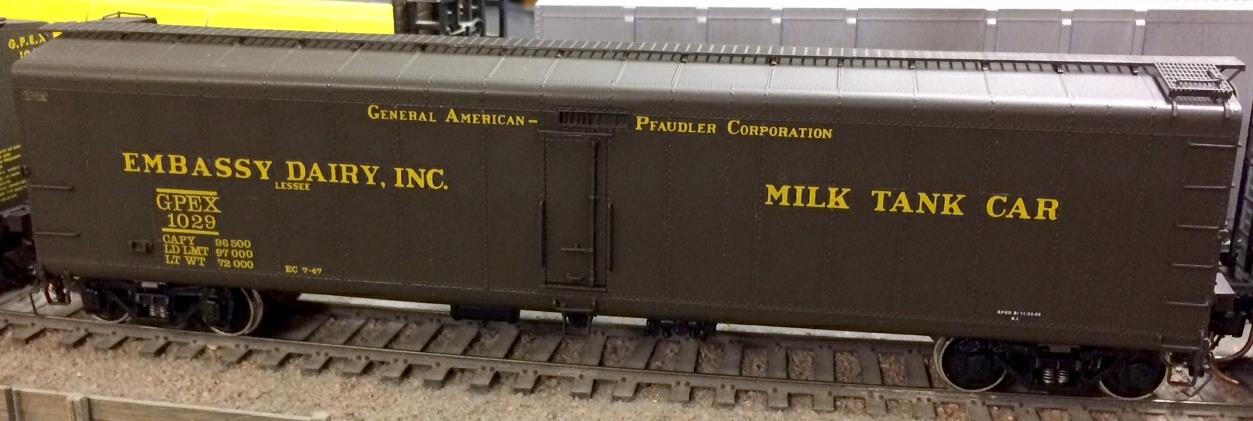 G.P.E.X
GENERAL AMERICAN-
PFAUDLER CORPORATION
EMBASSY DAIRY, INC.
LESSEE
GPEX
1029
CAPY 96500
LD LMT 97000
LT WT 72000
EC 7-47
MILK TANK CAR